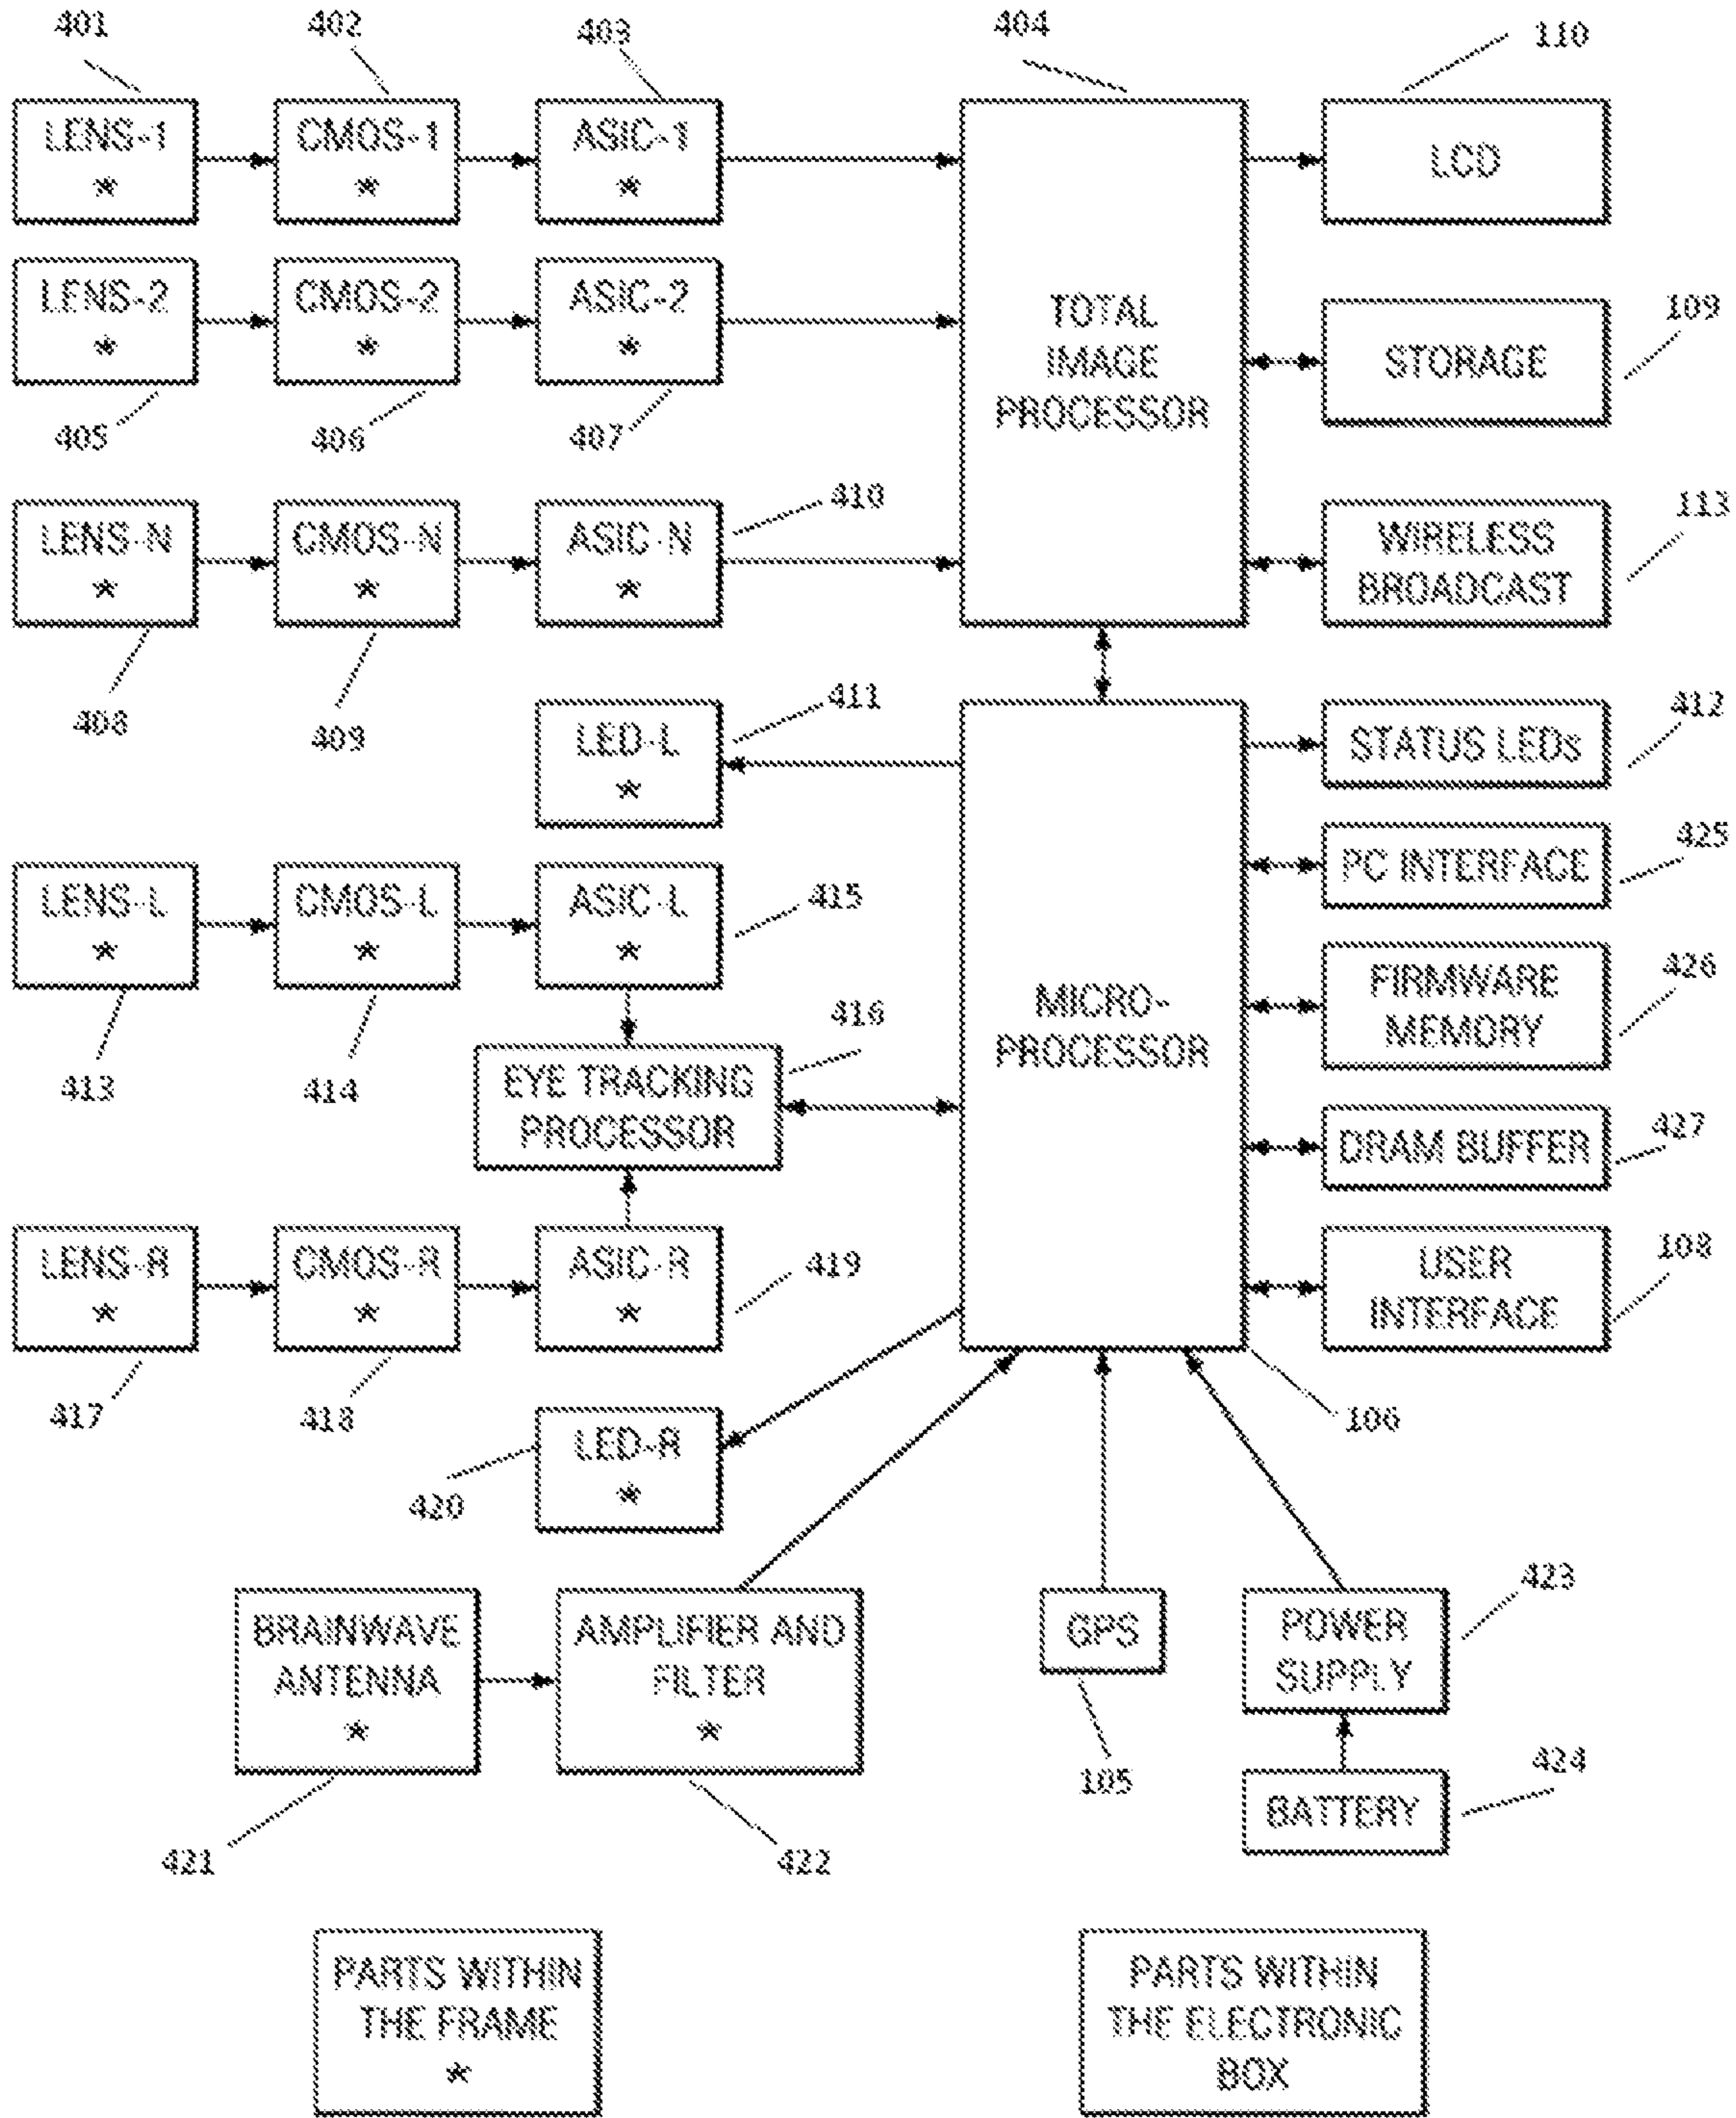 401
402
403
404
110
LENS-1
*
CMOS-1
*
ASIC-1
*
LCD
LENS-2
*
CMOS-2
*
ASIC-2
*
TOTAL
IMAGE
PROCESSOR
STORAGE
109
405
406
407
LENS-N
*
CMOS-N
*
ASIC-N
*
410
WIRELESS
BROADCAST
113
408
409
LED-L
*
411
STATUS LEDs
412
PC INTERFACE
425
LENS-L
*
CMOS-L
*
ASIC-L
*
415
MICRO-
PROCESSOR
FIRMWARE
MEMORY
426
413
414
EYE TRACKING
PROCESSOR
416
DRAM BUFFER
427
LENS-R
*
CMOS-R
*
ASIC-R
*
419
USER
INTERFACE
108
417
418
106
LED-R
*
420
BRAINWAVE
ANTENNA
*
AMPLIFIER AND
FILTER
*
GPS
POWER
SUPPLY
423
105
BATTERY
424
421
422
PARTS WITHIN
THE FRAME
*
PARTS WITHIN
THE ELECTRONIC
BOX